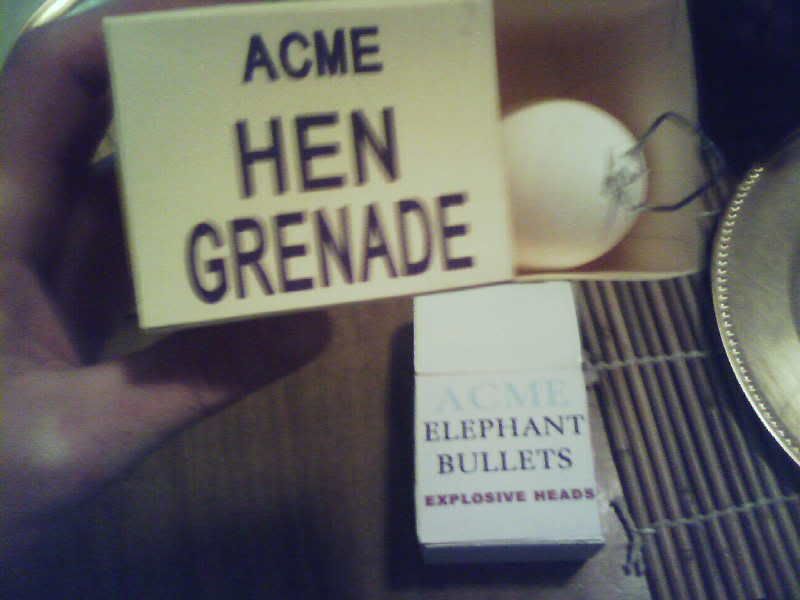 ACME
HEN
GRENADE
ACME
ELEPHANT
BULLETS
EXPLOSIVE HEADS